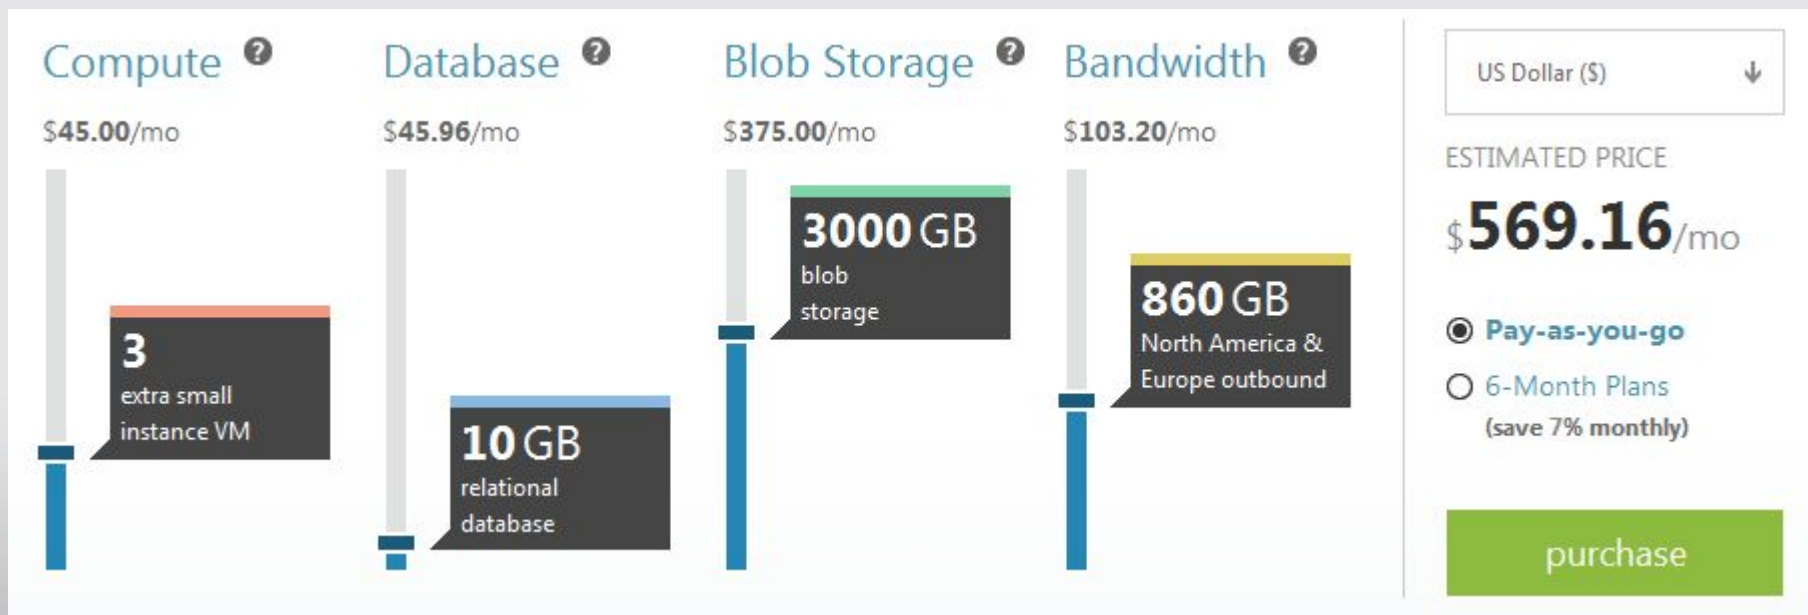 Compute ?
$45.00/mo
3
extra small
instance VM
Database ?
$45.96/mo
10 GB
relational
database
Blob Storage ?
$375.00/mo
3000 GB
blob
storage
Bandwidth ?
$103.20/mo
860 GB
North America &
Europe outbound
US Dollar ($)
ESTIMATED PRICE
$569.16/mo
Pay-as-you-go
6-Month Plans
(save 7% monthly)
purchase